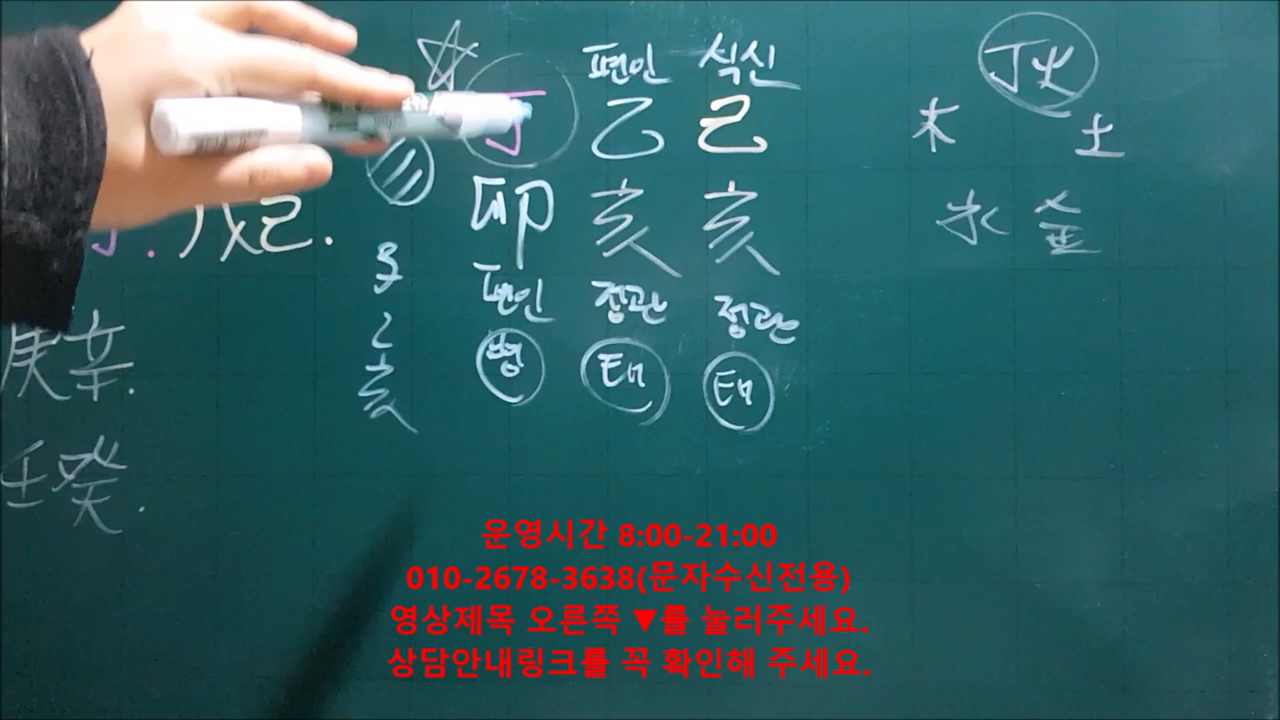 편인 식신 丁火
丁 乙 己 木 土
戊己.
卯 亥 亥 水 金
편인 정관 정관
庚辛.
병 태 태
亥
壬癸.
운영시간 8:00-21:00
010-2678-3638(문자수신전용)
영상제목 오른쪽 ▼를 눌러주세요.
상담안내링크를 꼭 확인해 주세요.